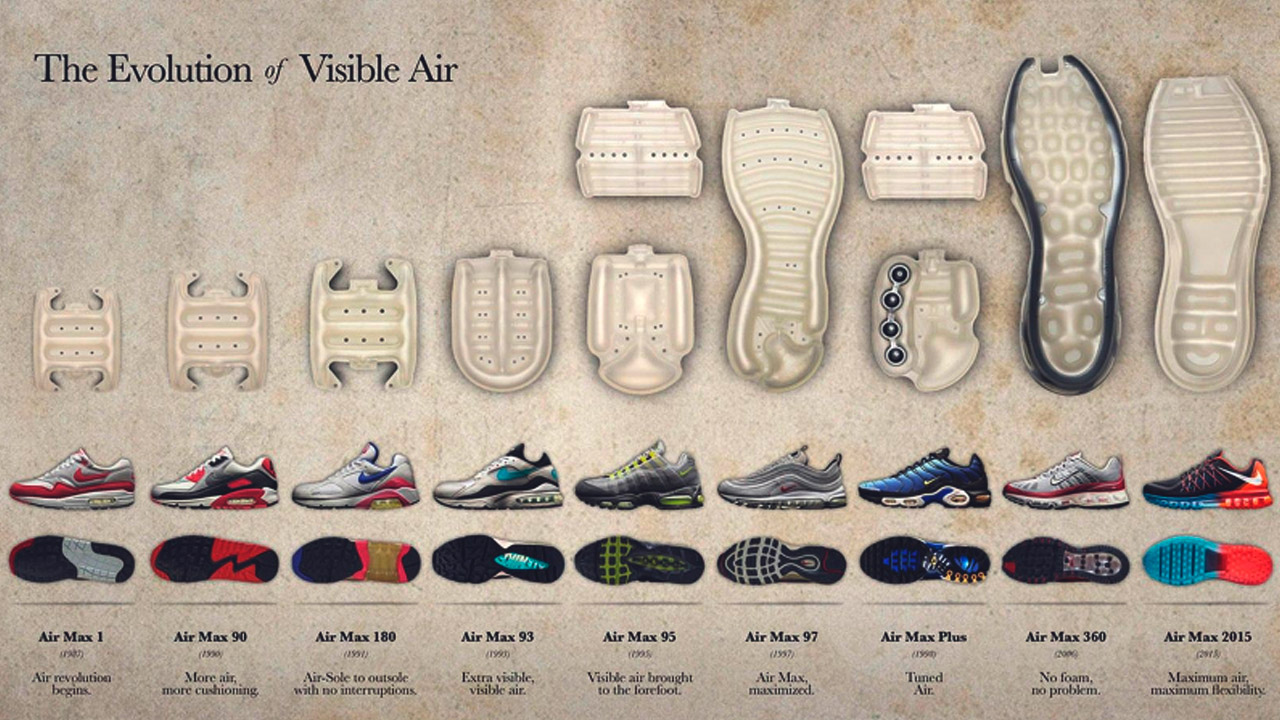 The Evolution of Visible Air
Air Max 1
(1987)
Air revolution
begins.
Air Max 90
(1990)
More air,
more cushioning.
Air Max 180
(1991)
Air-Sole to outsole
with no interruptions.
Air Max 93
(1993)
Extra visible,
visible air.
Air Max 95
(1995)
Visible air brought
to the forefoot.
Air Max 97
(1997)
Air Max,
maximized.
Air Max Plus
(1998)
Tuned
Air.
Air Max 360
(2006)
No foam,
no problem.
Air Max 2015
(2015)
Maximum air,
maximum flexibility.